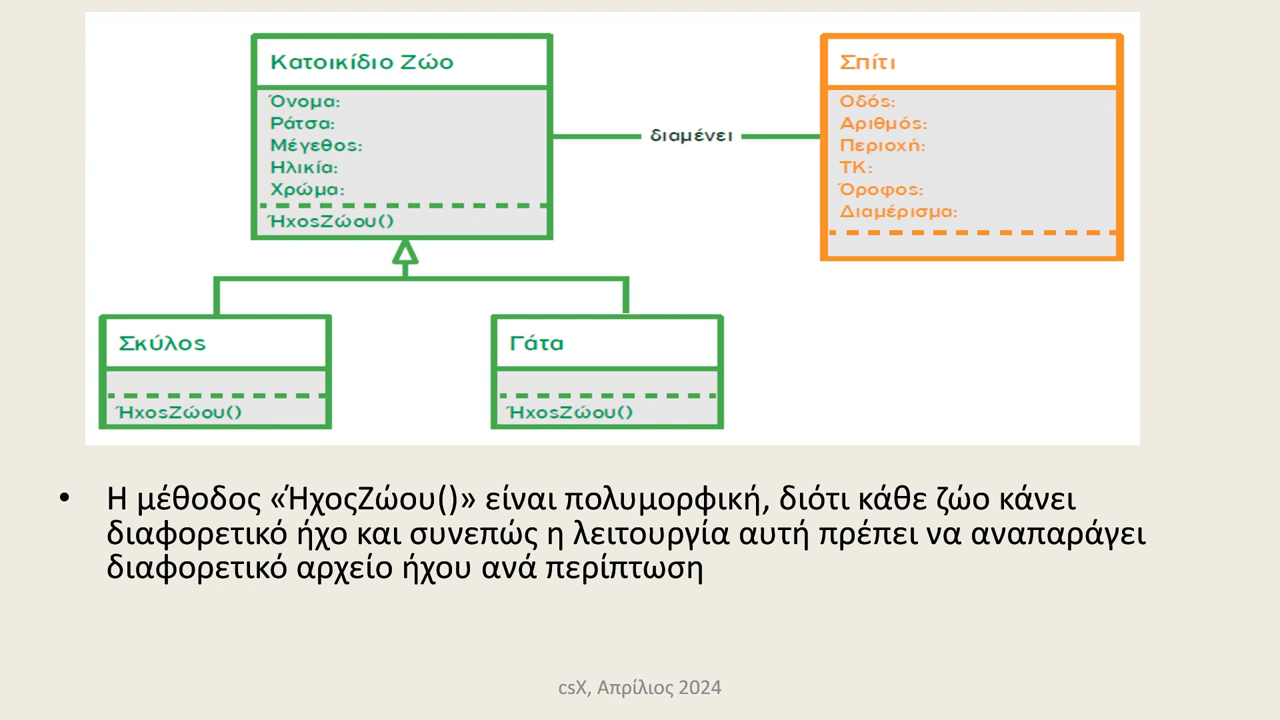 Κατοικίδιο Ζώο
Όνομα:
Ράτσα:
Μέγεθος:
Ηλικία:
Χρώμα:
ΉχοςΖώου()
διαμένει
Σπίτι
Οδός:
Αριθμός:
Περιοχή:
ΤΚ:
Όροφος:
Διαμέρισμα:
Σκύλος
ΉχοςΖώου()
Γάτα
ΉχοςΖώου()
• Η μέθοδος «ΉχοςΖώου()» είναι πολυμορφική, διότι κάθε ζώο κάνει
διαφορετικό ήχο και συνεπώς η λειτουργία αυτή πρέπει να αναπαράγει
διαφορετικό αρχείο ήχου ανά περίπτωση
csX, Απρίλιος 2024